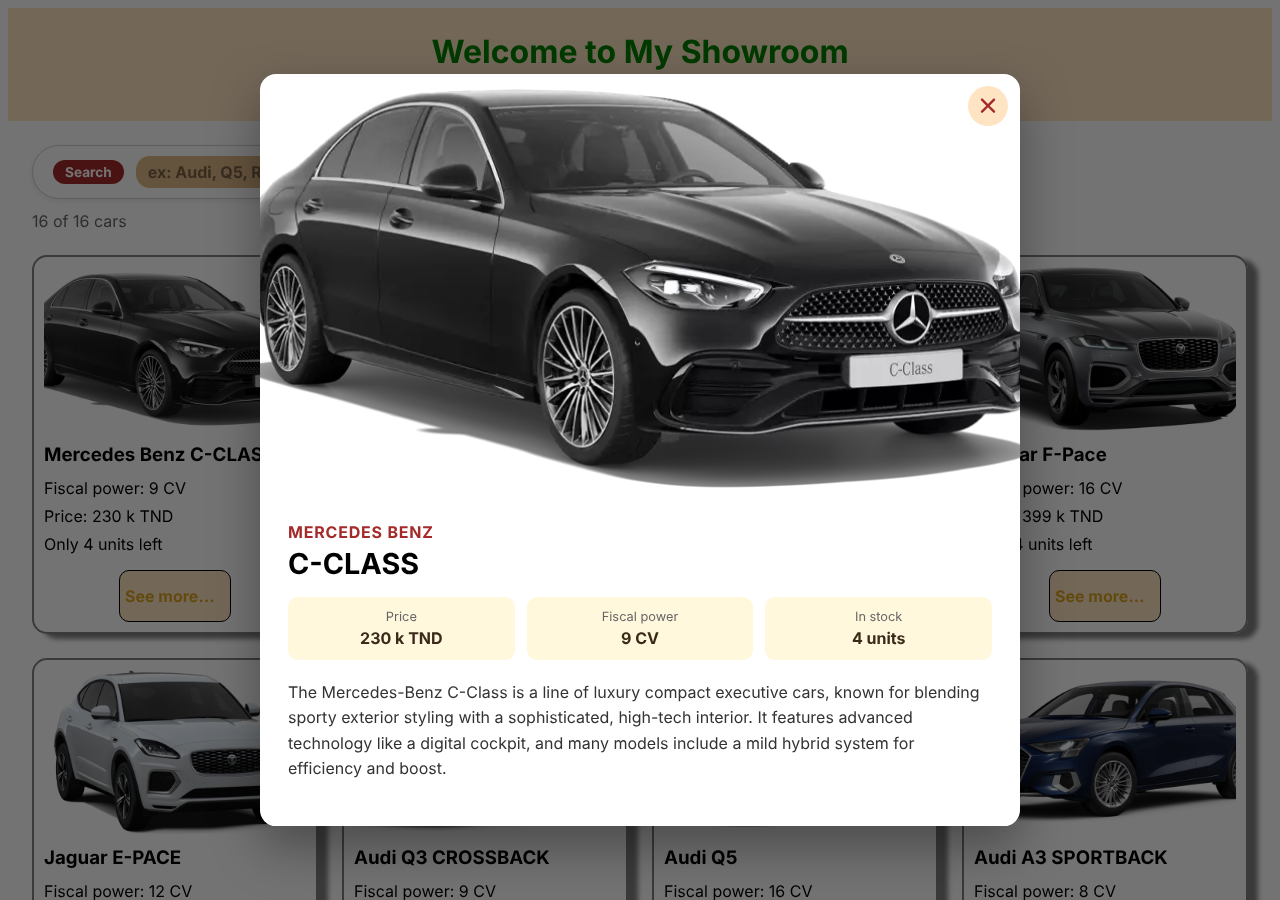 Welcome to My Showroom
Search
ex: Audi, Q5, R
16 of 16 cars
C-Class
Mercedes Benz C-CLAS
Fiscal power: 9 CV
Price: 230 k TND
Only 4 units left
See more...
MERCEDES BENZ
C-CLASS
Price
230 k TND
Fiscal power
9 CV
In stock
4 units
The Mercedes-Benz C-Class is a line of luxury compact executive cars, known for blending
sporty exterior styling with a sophisticated, high-tech interior. It features advanced
technology like a digital cockpit, and many models include a mild hybrid system for
efficiency and boost.
ar F-Pace
power: 16 CV
399 k TND
units left
See more...
Jaguar E-PACE
Fiscal power: 12 CV
Audi Q3 CROSSBACK
Fiscal power: 9 CV
Audi Q5
Fiscal power: 16 CV
Audi A3 SPORTBACK
Fiscal power: 8 CV